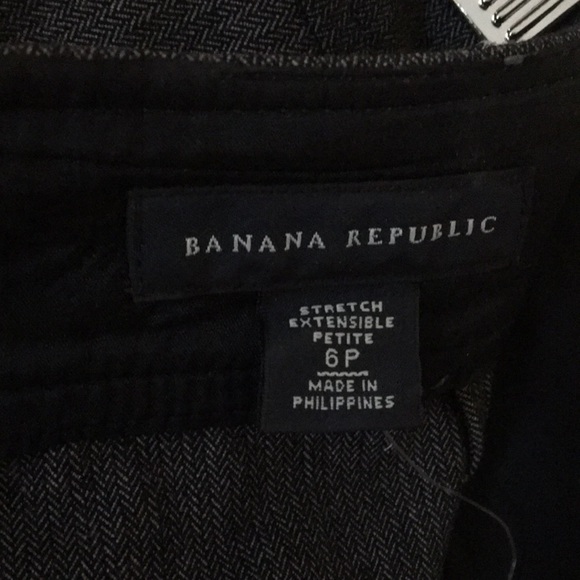 BANANA REPUBLIC
STRETCH
EXTENSIBLE
PETITE
6P
MADE IN
PHILIPPINES